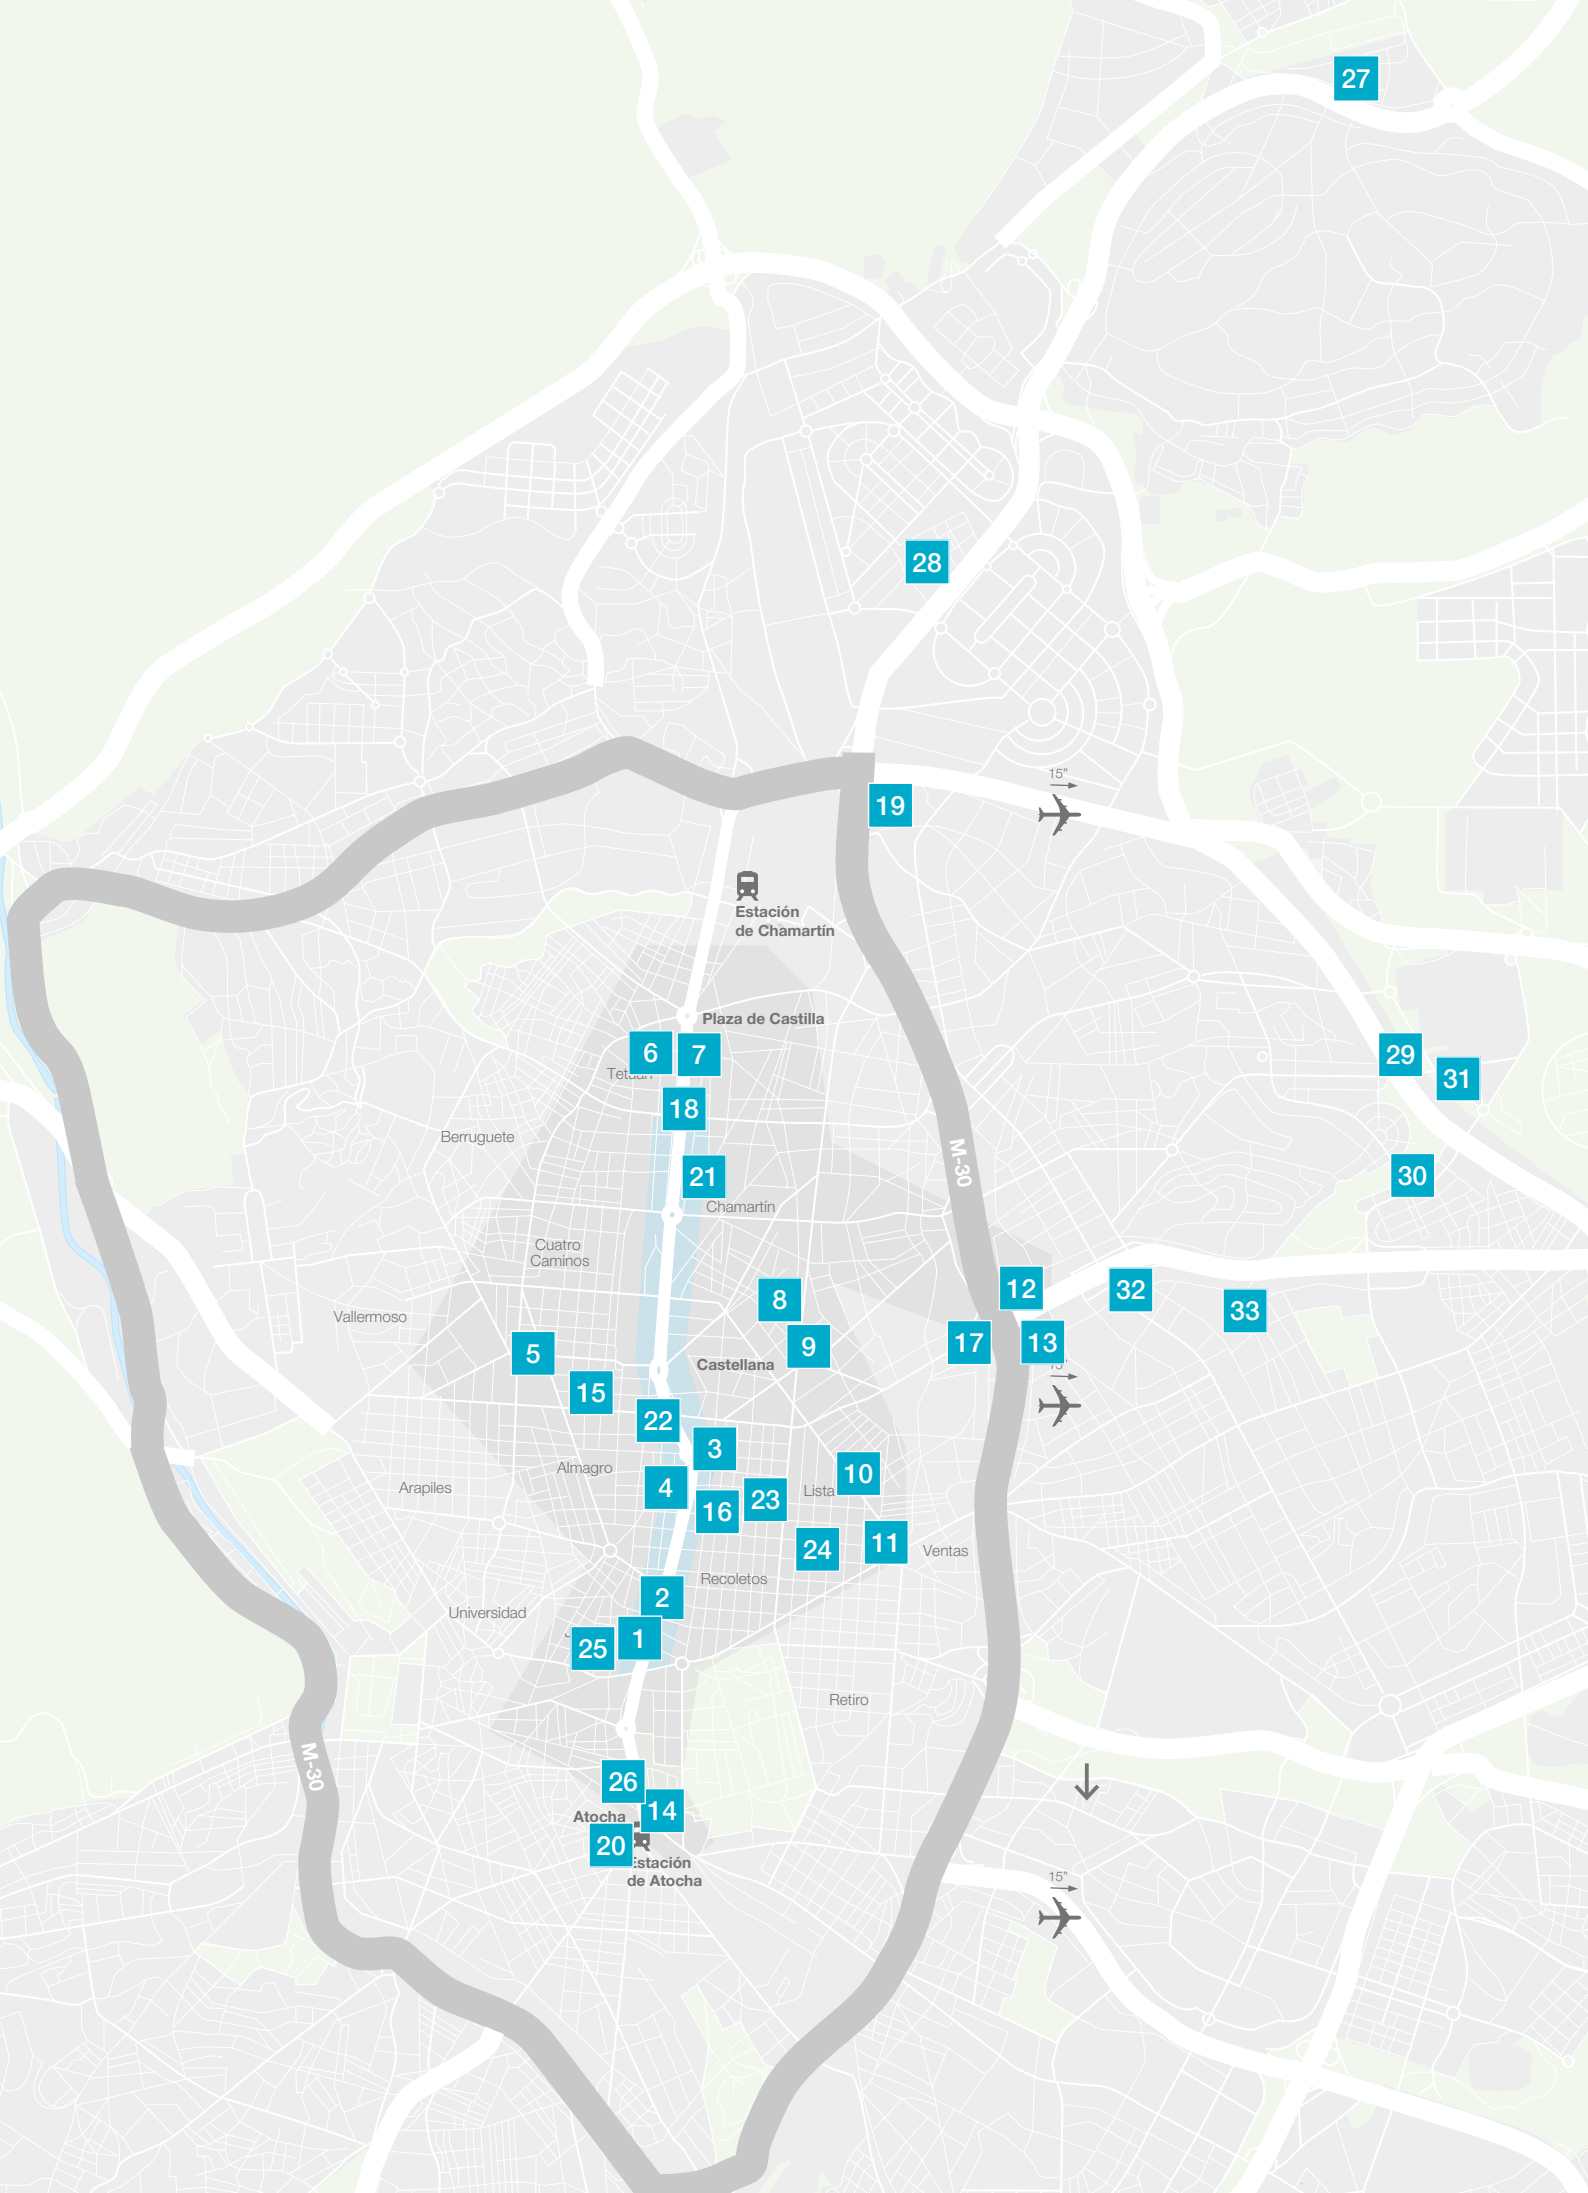 27
28
15"
19
Estación
de Chamartín
Plaza de Castilla
6
7
29
Tetuán
31
18
Berruguete
M-30
21
30
Chamartín
Cuatro
Caminos
12
32
8
33
Vallermoso
17
13
9
5
Castellana
15"
15
22
3
Almagro
10
Arapiles
4
Lista
23
16
11
24
Ventas
Recoletos
2
Universidad
1
25
Retiro
M-30
26
14
Atocha
20
Estación
de Atocha
15"